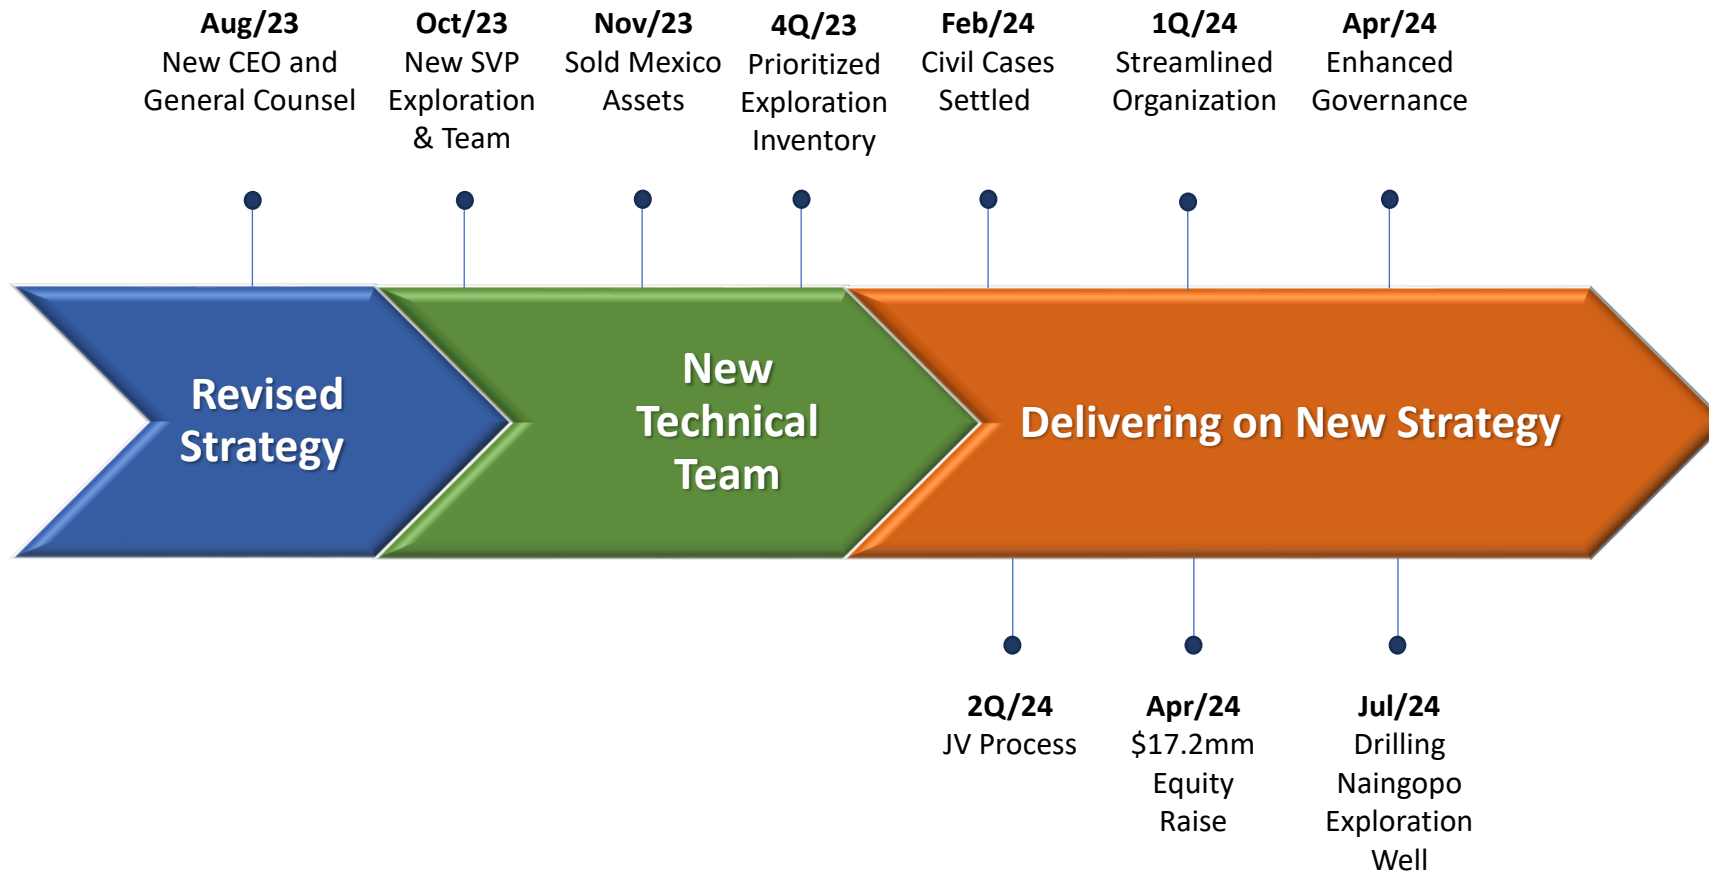 Aug/23
New CEO and
General Counsel
Oct/23
New SVP
Exploration
& Team
Nov/23
Sold Mexico
Assets
4Q/23
Prioritized
Exploration
Inventory
Feb/24
Civil Cases
Settled
1Q/24
Streamlined
Organization
Apr/24
Enhanced
Governance
Revised
Strategy
New
Technical
Team
Delivering on New Strategy
2Q/24
JV Process
Apr/24
$17.2mm
Equity
Raise
Jul/24
Drilling
Naingopo
Exploration
Well